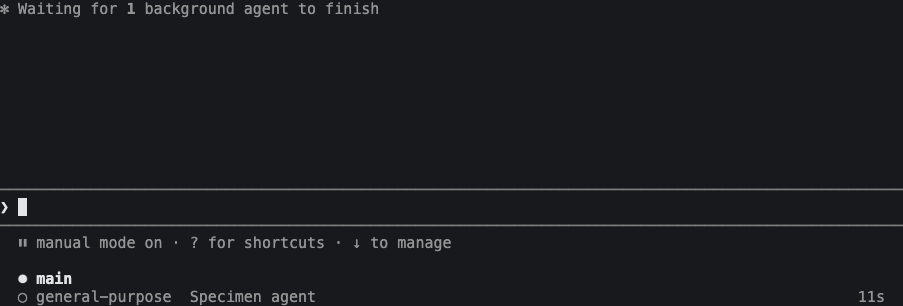 ✻ Waiting for 1 background agent to finish
❯
⏸ manual mode on · ? for shortcuts · ↓ to manage
● main
○ general-purpose  Specimen agent  11s